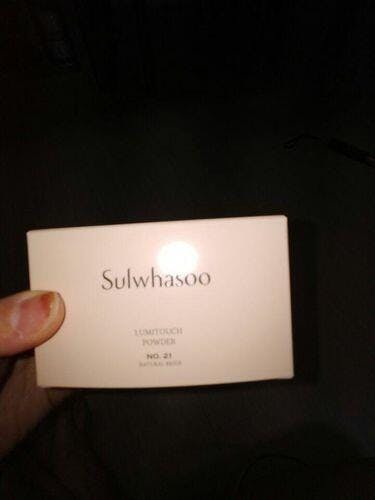 Sulwhasoo
LUMITOUCH
POWDER
NO. 21
NATURAL BEIGE